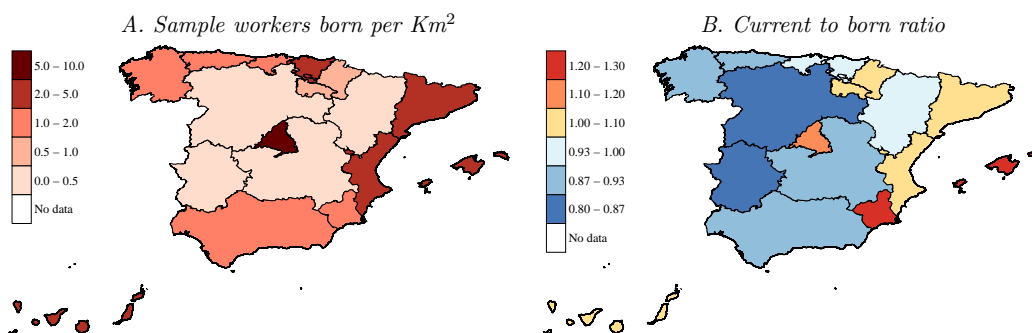 A. Sample workers born per Km²
5.0 – 10.0
2.0 – 5.0
1.0 – 2.0
0.5 – 1.0
0.0 – 0.5
No data
B. Current to born ratio
1.20 – 1.30
1.10 – 1.20
1.00 – 1.10
0.93 – 1.00
0.87 – 0.93
0.80 – 0.87
No data